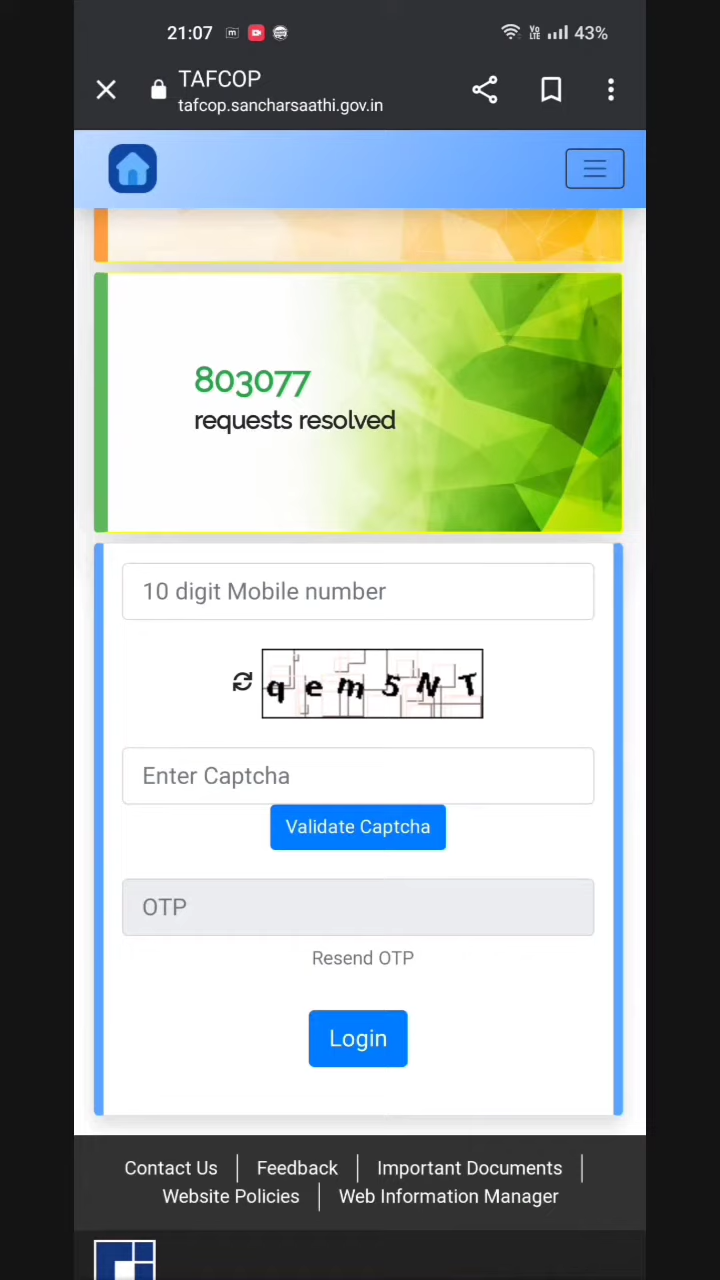 21:07
43%
TAFCOP
tafcop.sancharsaathi.gov.in
803077
requests resolved
10 digit Mobile number
qem5NT
Enter Captcha
Validate Captcha
OTP
Resend OTP
Login
Contact Us | Feedback | Important Documents |
Website Policies | Web Information Manager